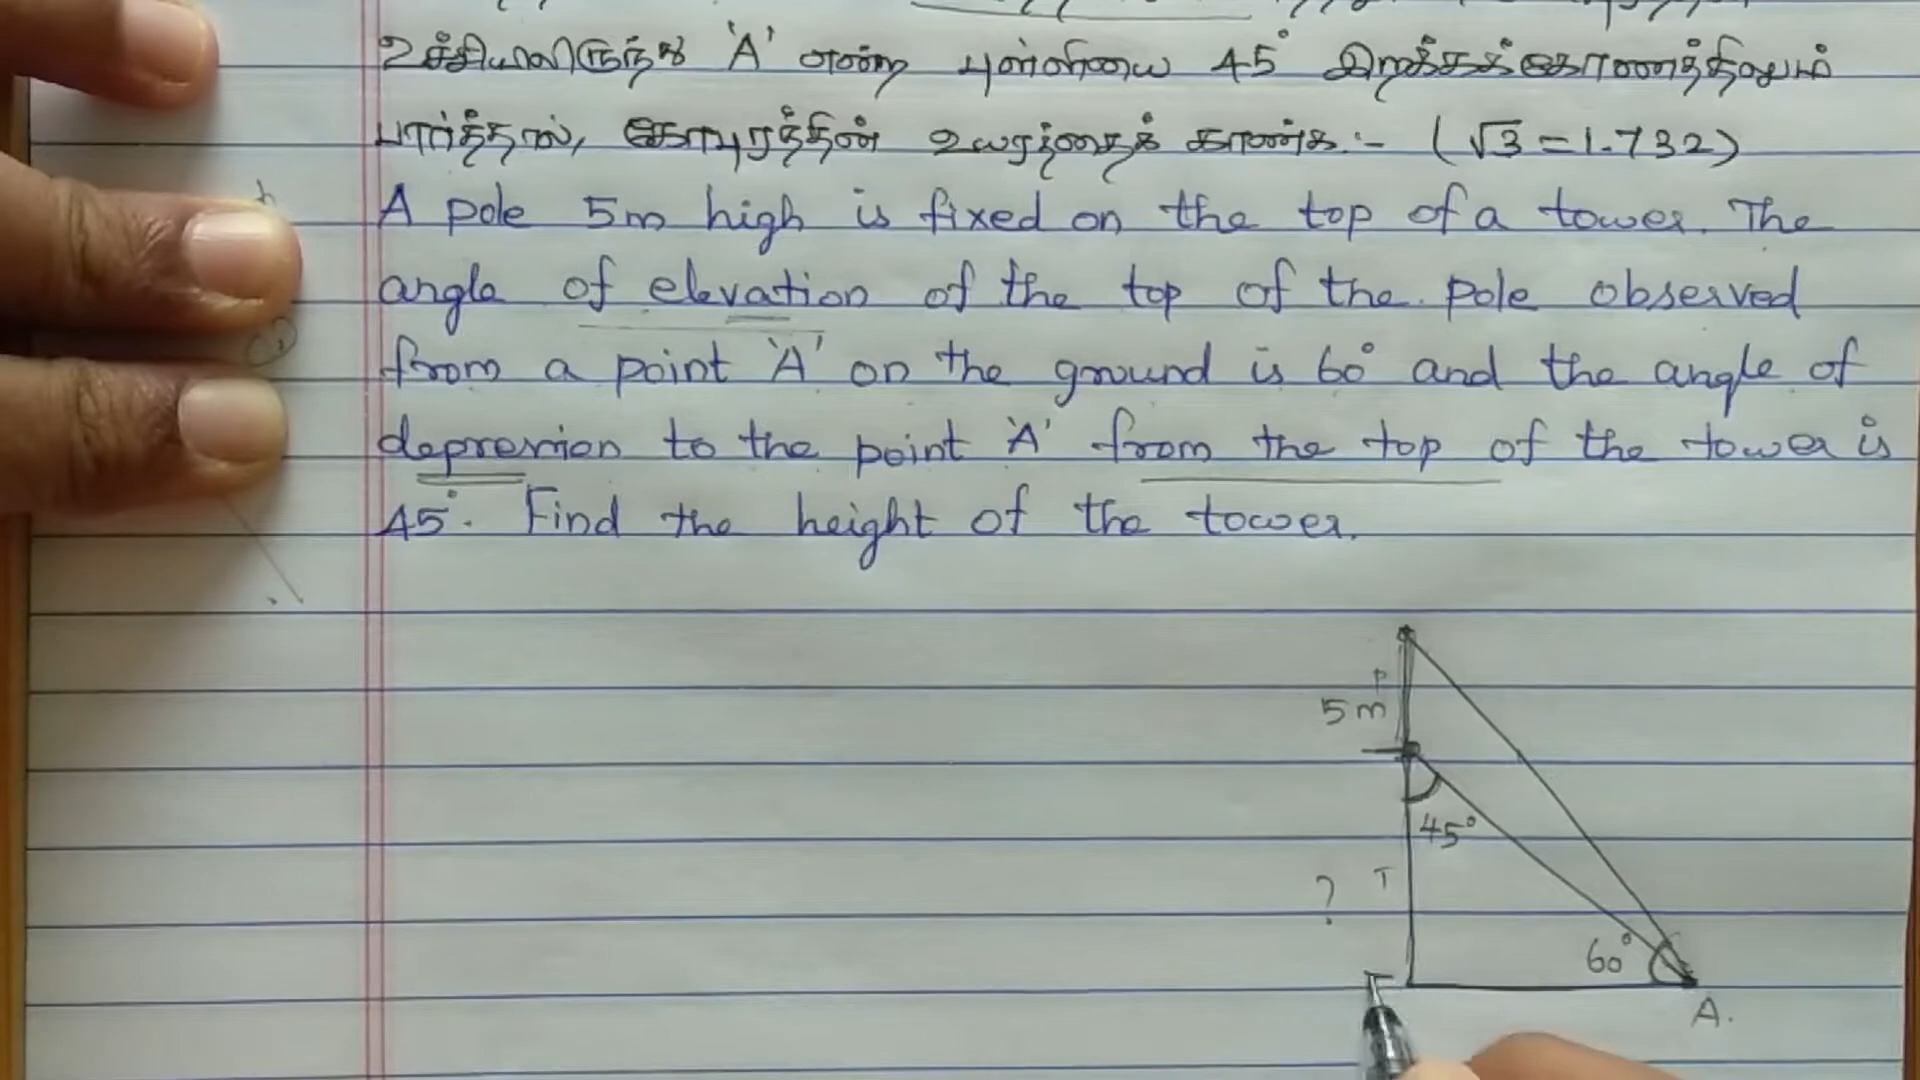 உச்சியிலிருந்து 'A' என்ற புள்ளியை 45° இறக்கக்கோணத்திலும்
பார்த்தால், கோபுரத்தின் உயரத்தைக் காண்க :- (√3 = 1.732)
A pole 5m high is fixed on the top of a tower. The
angle of elevation of the top of the pole observed
from a point 'A' on the ground is 60° and the angle of
depression to the point 'A' from the top of the tower is
45°. Find the height of the tower.
P
5m
45°
? T
60°
A.